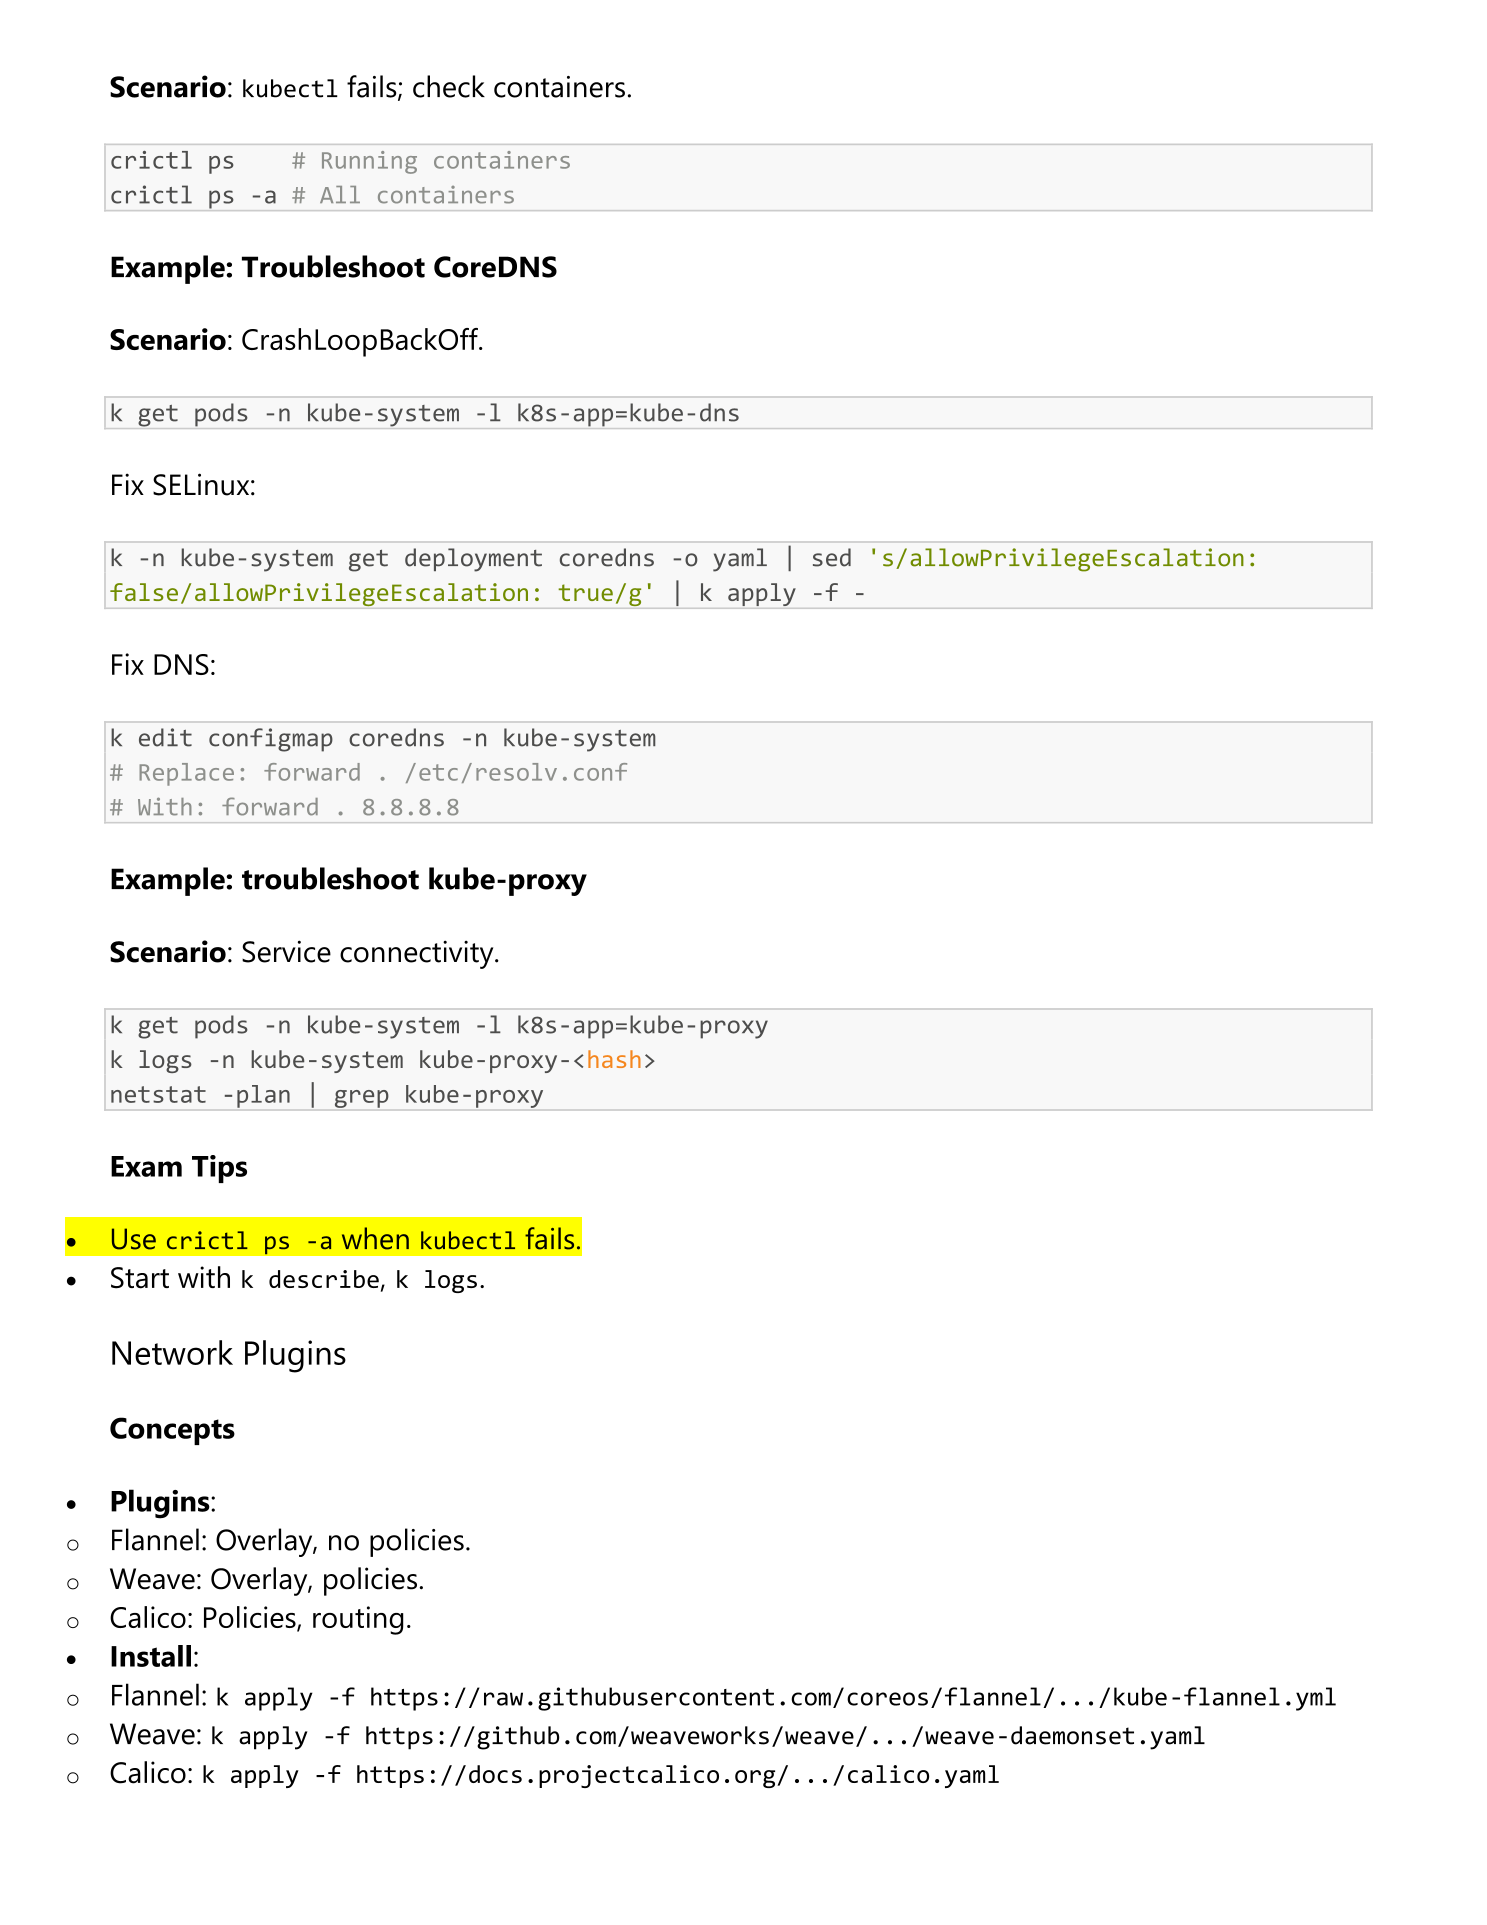 Scenario: kubectl fails; check containers.
crictl ps    # Running containers
crictl ps -a # All containers
Example: Troubleshoot CoreDNS
Scenario: CrashLoopBackOff.
k get pods -n kube-system -l k8s-app=kube-dns
Fix SELinux:
k -n kube-system get deployment coredns -o yaml | sed 's/allowPrivilegeEscalation:
false/allowPrivilegeEscalation: true/g' | k apply -f -
Fix DNS:
k edit configmap coredns -n kube-system
# Replace: forward . /etc/resolv.conf
# With: forward . 8.8.8.8
Example: troubleshoot kube-proxy
Scenario: Service connectivity.
k get pods -n kube-system -l k8s-app=kube-proxy
k logs -n kube-system kube-proxy-<hash>
netstat -plan | grep kube-proxy
Exam Tips
• Use crictl ps -a when kubectl fails.
• Start with k describe, k logs.
Network Plugins
Concepts
• Plugins:
○ Flannel: Overlay, no policies.
○ Weave: Overlay, policies.
○ Calico: Policies, routing.
• Install:
○ Flannel: k apply -f https://raw.githubusercontent.com/coreos/flannel/.../kube-flannel.yml
○ Weave: k apply -f https://github.com/weaveworks/weave/.../weave-daemonset.yaml
○ Calico: k apply -f https://docs.projectcalico.org/.../calico.yaml